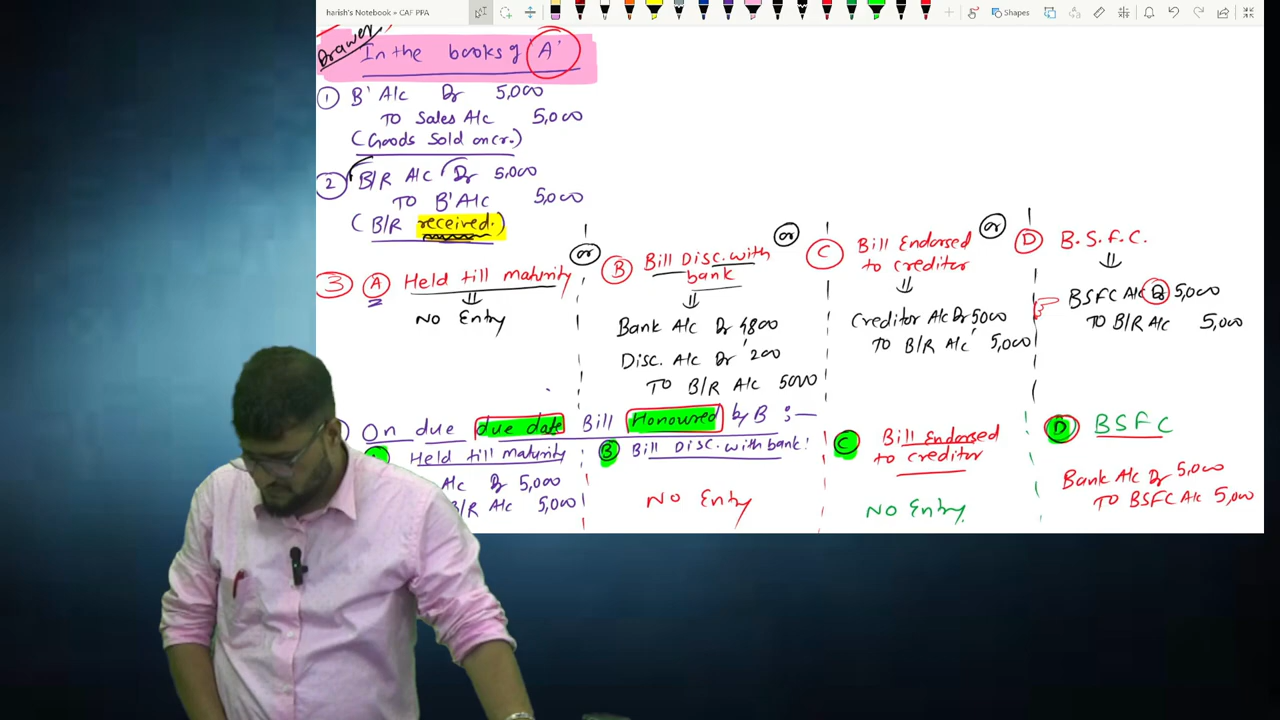 harish's Notebook » CAF PPA
Shapes
Drawer
In the books of 'A'
1 B' A/c Dr 5,000
TO Sales A/c 5,000
(Goods Sold on cr.)
2 B/R A/c Dr 5,000
TO B' A/c 5,000
(B/R received.)
3 A Held till maturity
NO Entry
or
B Bill Disc. with
bank
Bank A/c Dr 4800
Disc. A/c Dr 200
TO B/R A/c 5000
or
C Bill Endorsed
to creditor
Creditor A/c Dr 5000
TO B/R A/c 5,000
or
D B.S.F.C.
BSFC A/c Dr 5,000
TO B/R A/c 5,000
On due due date Bill Honoured by B :—
Held till maturity
A/c Dr 5,000
B/R A/c 5,000
B Bill Disc. with bank:
No Entry
C Bill Endorsed
to creditor
No Entry.
D BSFC
Bank A/c Dr 5,000
TO BSFC A/c 5,000